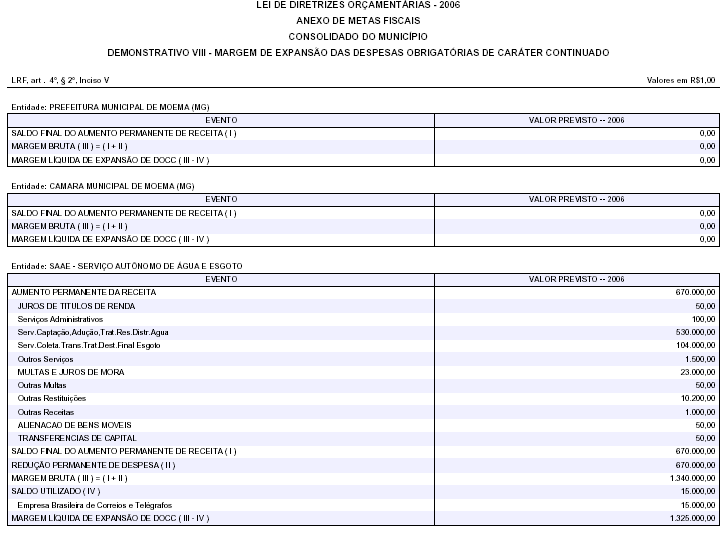 LEI DE DIRETRIZES ORÇAMENTÁRIAS - 2006
ANEXO DE METAS FISCAIS
CONSOLIDADO DO MUNICÍPIO
DEMONSTRATIVO VIII - MARGEM DE EXPANSÃO DAS DESPESAS OBRIGATÓRIAS DE CARÁTER CONTINUADO
LRF, art . 4º, § 2º, Inciso V Valores em R$1,00
Entidade: PREFEITURA MUNICIPAL DE MOEMA (MG)
EVENTO VALOR PREVISTO -- 2006
SALDO FINAL DO AUMENTO PERMANENTE DE RECEITA ( I ) 0,00
MARGEM BRUTA ( III ) = ( I + II ) 0,00
MARGEM LÍQUIDA DE EXPANSÃO DE DOCC ( III - IV ) 0,00
Entidade: CAMARA MUNICIPAL DE MOEMA (MG)
EVENTO VALOR PREVISTO -- 2006
SALDO FINAL DO AUMENTO PERMANENTE DE RECEITA ( I ) 0,00
MARGEM BRUTA ( III ) = ( I + II ) 0,00
MARGEM LÍQUIDA DE EXPANSÃO DE DOCC ( III - IV ) 0,00
Entidade: SAAE - SERVIÇO AUTÔNOMO DE ÁGUA E ESGOTO
EVENTO VALOR PREVISTO -- 2006
AUMENTO PERMANENTE DA RECEITA 670.000,00
JUROS DE TITULOS DE RENDA 50,00
Serviços Administrativos 100,00
Serv.Captação,Adução,Trat.Res.Distr.Agua 530.000,00
Serv.Coleta.Trans.Trat.Dest.Final Esgoto 104.000,00
Outros Serviços 1.500,00
MULTAS E JUROS DE MORA 23.000,00
Outras Multas 50,00
Outras Restituições 10.200,00
Outras Receitas 1.000,00
ALIENACAO DE BENS MOVEIS 50,00
TRANSFERENCIAS DE CAPITAL 50,00
SALDO FINAL DO AUMENTO PERMANENTE DE RECEITA ( I ) 670.000,00
REDUÇÃO PERMANENTE DE DESPESA ( II ) 670.000,00
MARGEM BRUTA ( III ) = ( I + II ) 1.340.000,00
SALDO UTILIZADO ( IV ) 15.000,00
Empresa Brasileira de Correios e Telégrafos 15.000,00
MARGEM LÍQUIDA DE EXPANSÃO DE DOCC ( III - IV ) 1.325.000,00